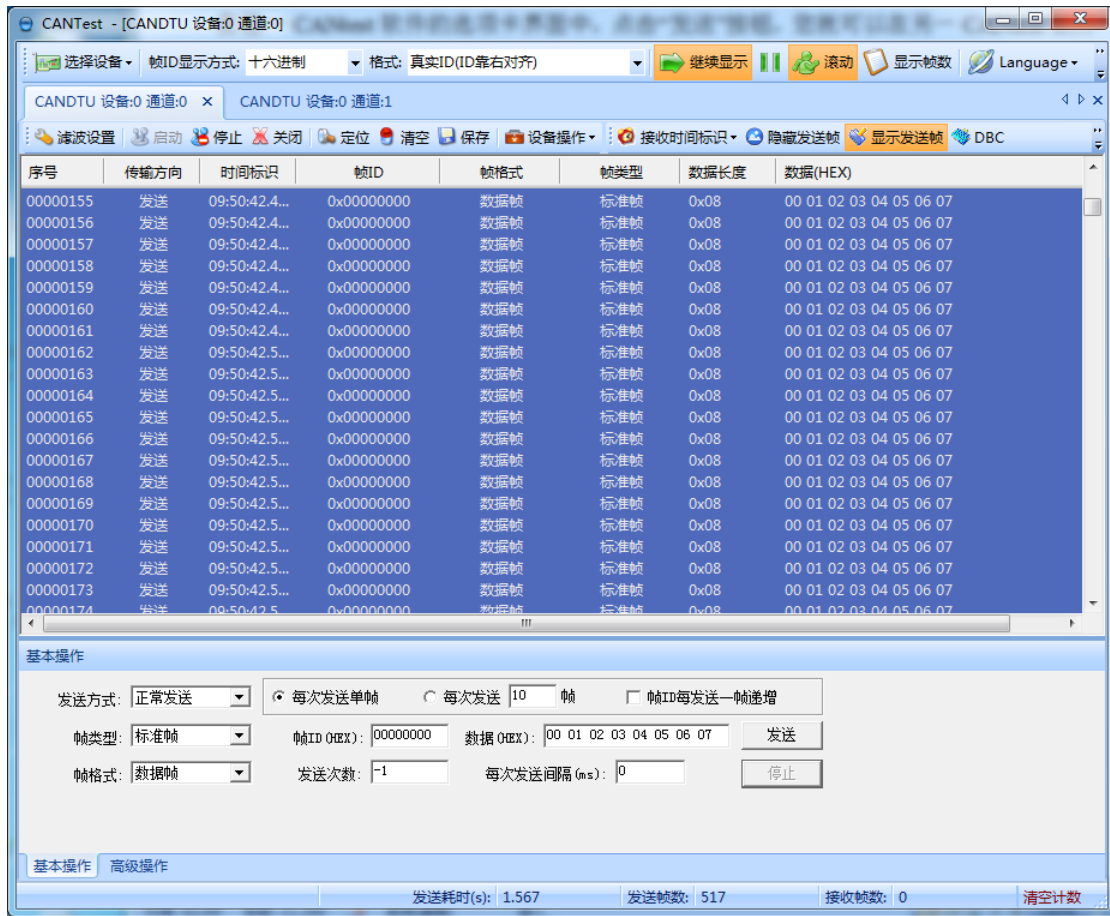 CANTest - [CANDTU 设备:0 通道:0]
选择设备 帧ID显示方式: 十六进制 格式: 真实ID(ID靠右对齐) 继续显示 滚动 显示帧数 Language
CANDTU 设备:0 通道:0 CANDTU 设备:0 通道:1
滤波设置 启动 停止 关闭 定位 清空 保存 设备操作 接收时间标识 隐藏发送帧 显示发送帧 DBC
序号 传输方向 时间标识 帧ID 帧格式 帧类型 数据长度 数据(HEX)
00000155 发送 09:50:42.4... 0x00000000 数据帧 标准帧 0x08 00 01 02 03 04 05 06 07
00000156 发送 09:50:42.4... 0x00000000 数据帧 标准帧 0x08 00 01 02 03 04 05 06 07
00000157 发送 09:50:42.4... 0x00000000 数据帧 标准帧 0x08 00 01 02 03 04 05 06 07
00000158 发送 09:50:42.4... 0x00000000 数据帧 标准帧 0x08 00 01 02 03 04 05 06 07
00000159 发送 09:50:42.4... 0x00000000 数据帧 标准帧 0x08 00 01 02 03 04 05 06 07
00000160 发送 09:50:42.4... 0x00000000 数据帧 标准帧 0x08 00 01 02 03 04 05 06 07
00000161 发送 09:50:42.4... 0x00000000 数据帧 标准帧 0x08 00 01 02 03 04 05 06 07
00000162 发送 09:50:42.5... 0x00000000 数据帧 标准帧 0x08 00 01 02 03 04 05 06 07
00000163 发送 09:50:42.5... 0x00000000 数据帧 标准帧 0x08 00 01 02 03 04 05 06 07
00000164 发送 09:50:42.5... 0x00000000 数据帧 标准帧 0x08 00 01 02 03 04 05 06 07
00000165 发送 09:50:42.5... 0x00000000 数据帧 标准帧 0x08 00 01 02 03 04 05 06 07
00000166 发送 09:50:42.5... 0x00000000 数据帧 标准帧 0x08 00 01 02 03 04 05 06 07
00000167 发送 09:50:42.5... 0x00000000 数据帧 标准帧 0x08 00 01 02 03 04 05 06 07
00000168 发送 09:50:42.5... 0x00000000 数据帧 标准帧 0x08 00 01 02 03 04 05 06 07
00000169 发送 09:50:42.5... 0x00000000 数据帧 标准帧 0x08 00 01 02 03 04 05 06 07
00000170 发送 09:50:42.5... 0x00000000 数据帧 标准帧 0x08 00 01 02 03 04 05 06 07
00000171 发送 09:50:42.5... 0x00000000 数据帧 标准帧 0x08 00 01 02 03 04 05 06 07
00000172 发送 09:50:42.5... 0x00000000 数据帧 标准帧 0x08 00 01 02 03 04 05 06 07
00000173 发送 09:50:42.5... 0x00000000 数据帧 标准帧 0x08 00 01 02 03 04 05 06 07
00000174 发送 09:50:42.5 0x00000000 数据帧 标准帧 0x08 00 01 02 03 04 05 06 07
基本操作
发送方式: 正常发送 每次发送单帧 每次发送 10 帧 帧ID每发送一帧递增
帧类型: 标准帧 帧ID(HEX): 00000000 数据(HEX): 00 01 02 03 04 05 06 07 发送
帧格式: 数据帧 发送次数: -1 每次发送间隔(ms): 0 停止
基本操作 高级操作
发送耗时(s): 1.567 发送帧数: 517 接收帧数: 0 清空计数